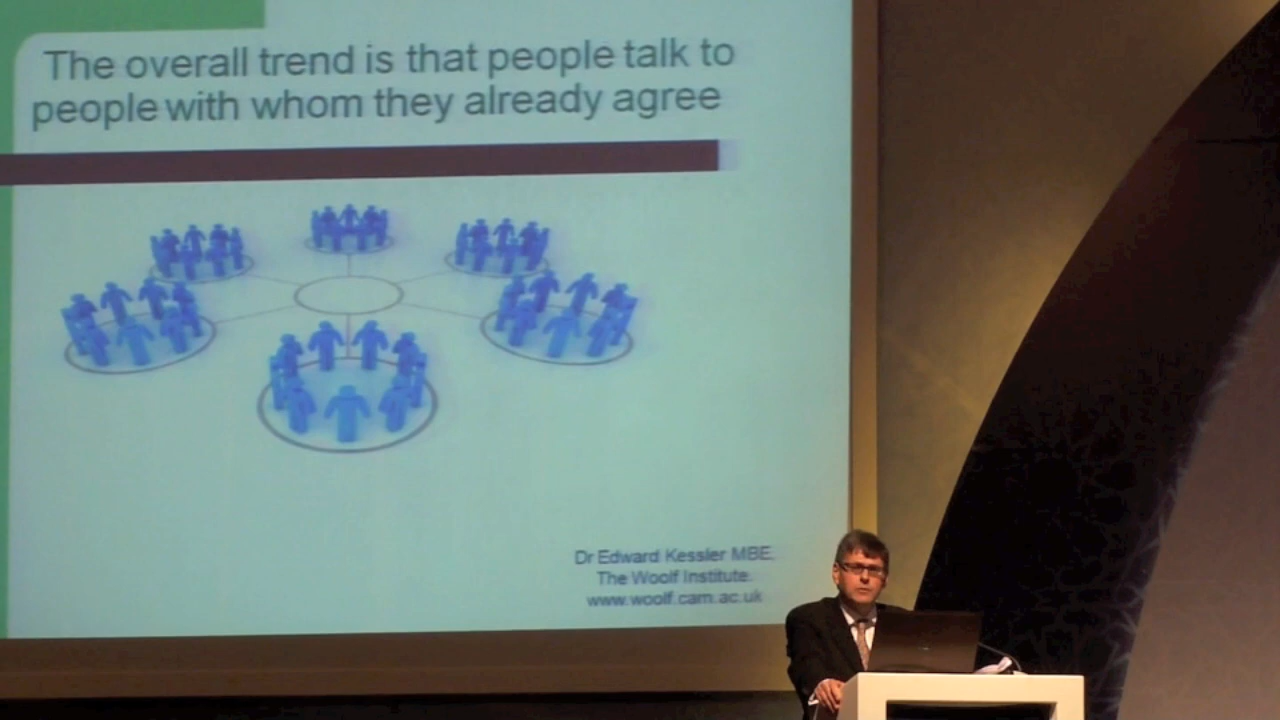 The overall trend is that people talk to
people with whom they already agree
Dr Edward Kessler MBE,
The Woolf Institute.
www.woolf.cam.ac.uk